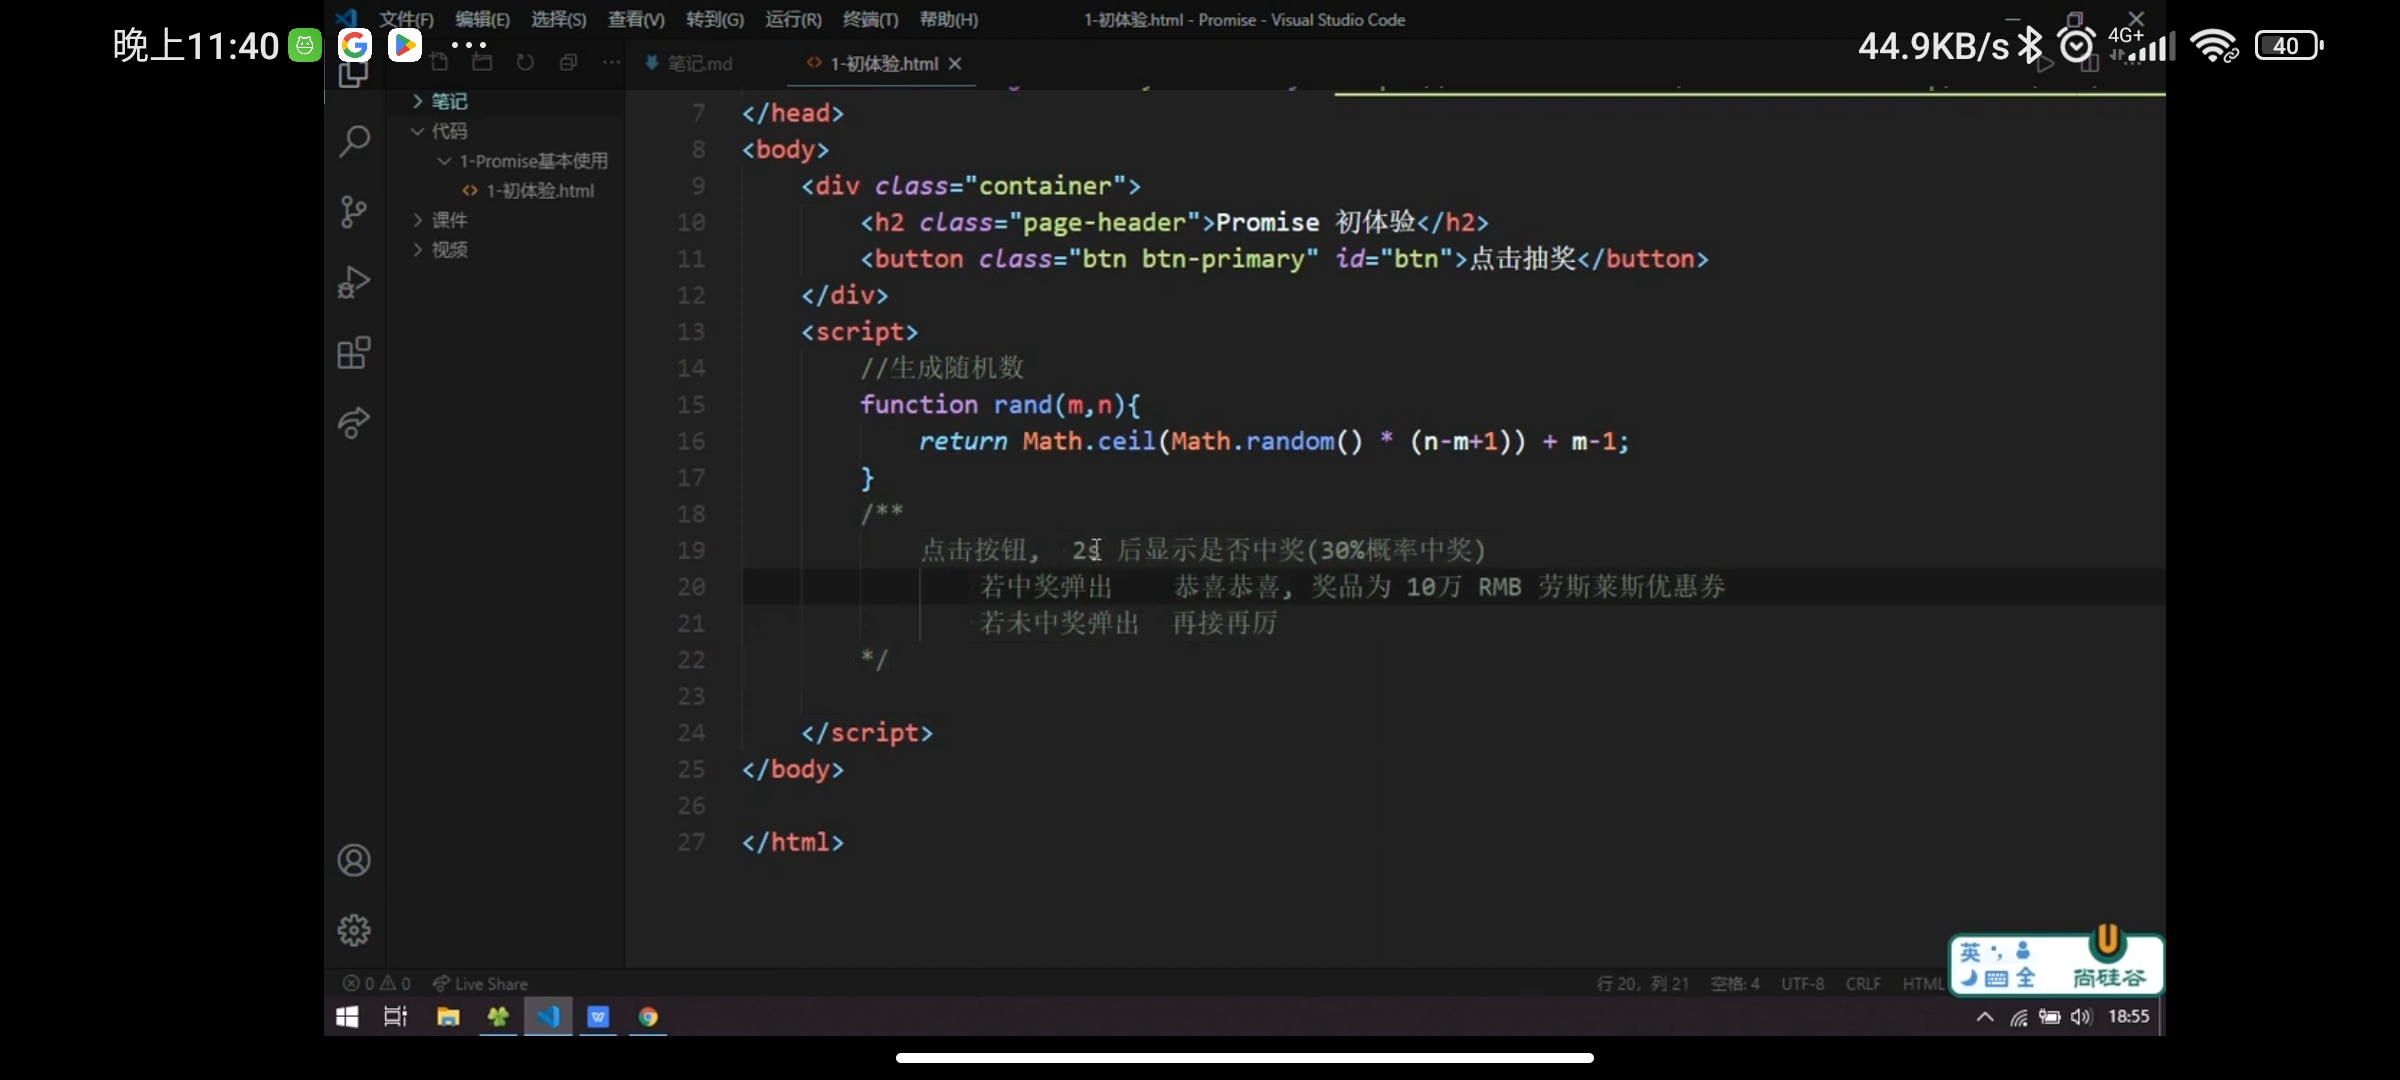 晚上11:40
44.9KB/s 4G+ 40
文件(F) 编辑(E) 选择(S) 查看(V) 转到(G) 运行(R) 终端(T) 帮助(H) 1-初体验.html - Promise - Visual Studio Code
笔记.md 1-初体验.html
笔记
代码
1-Promise基本使用
1-初体验.html
课件
视频
7 </head>
8 <body>
9 <div class="container">
10 <h2 class="page-header">Promise 初体验</h2>
11 <button class="btn btn-primary" id="btn">点击抽奖</button>
12 </div>
13 <script>
14 //生成随机数
15 function rand(m,n){
16 return Math.ceil(Math.random() * (n-m+1)) + m-1;
17 }
18 /**
19 点击按钮, 2s 后显示是否中奖(30%概率中奖)
20 若中奖弹出 恭喜恭喜, 奖品为 10万 RMB 劳斯莱斯优惠券
21 若未中奖弹出 再接再厉
22 */
23
24 </script>
25 </body>
26
27 </html>
0 0 Live Share
行 20, 列 21 空格: 4 UTF-8 CRLF HTML
英 全 尚硅谷
18:55